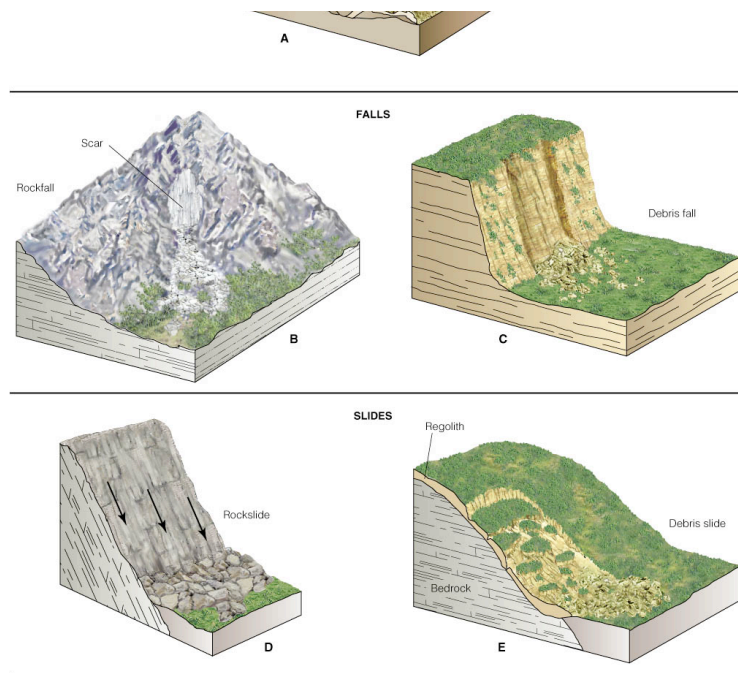 A
FALLS
Scar
Rockfall
Debris fall
B
C
SLIDES
Regolith
Rockslide
Debris slide
Bedrock
D
E